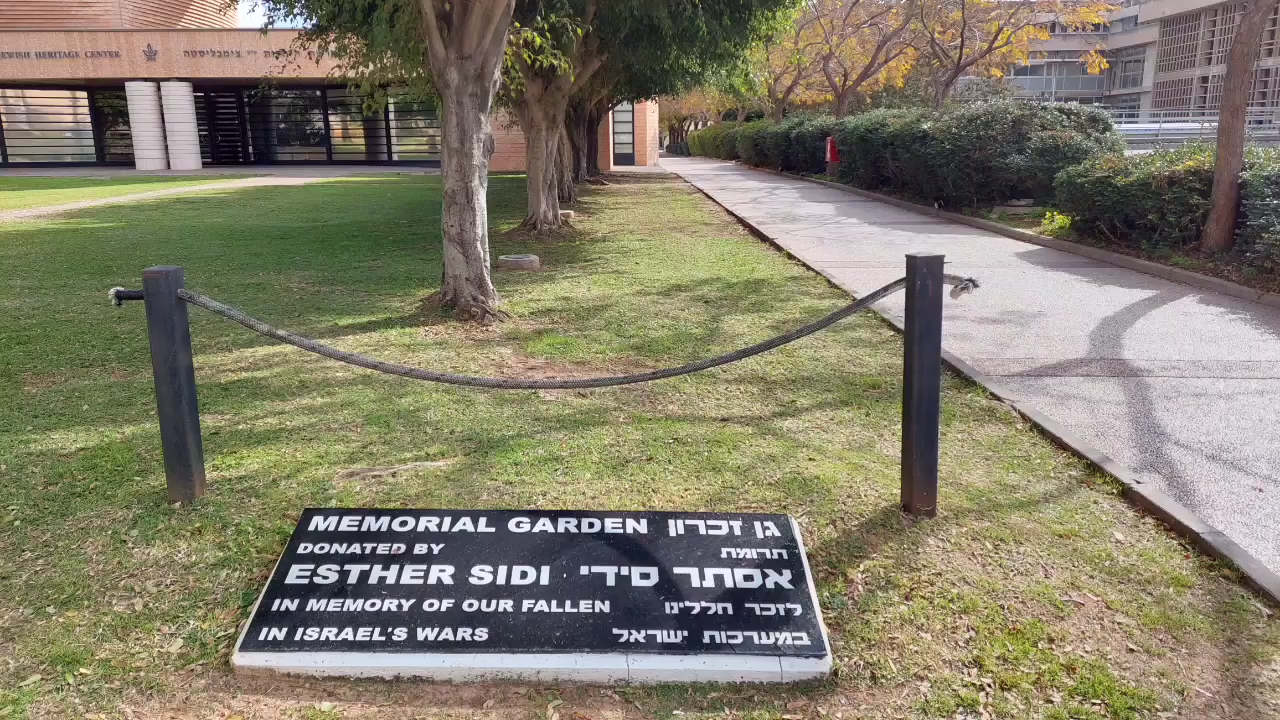 JEWISH HERITAGE CENTER
צימבליסטה
MEMORIAL GARDEN גן זכרון
DONATED BY תרומת
ESTHER SIDI · אסתר סידי
IN MEMORY OF OUR FALLEN לזכר חללינו
IN ISRAEL'S WARS במערכות ישראל